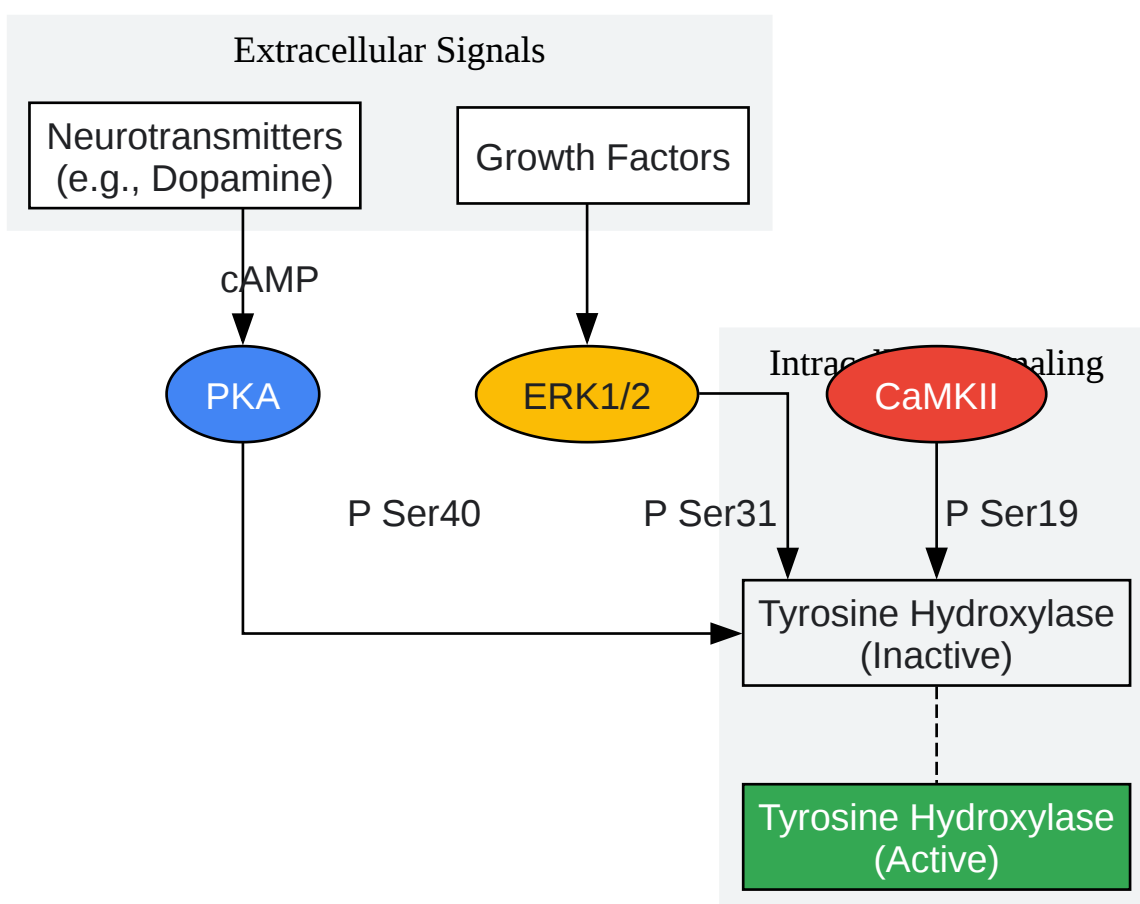 Extracellular Signals
Neurotransmitters
(e.g., Dopamine)
Growth Factors
cAMP
PKA
ERK1/2
CaMKII
P Ser40
P Ser31
P Ser19
Tyrosine Hydroxylase
(Inactive)
Tyrosine Hydroxylase
(Active)